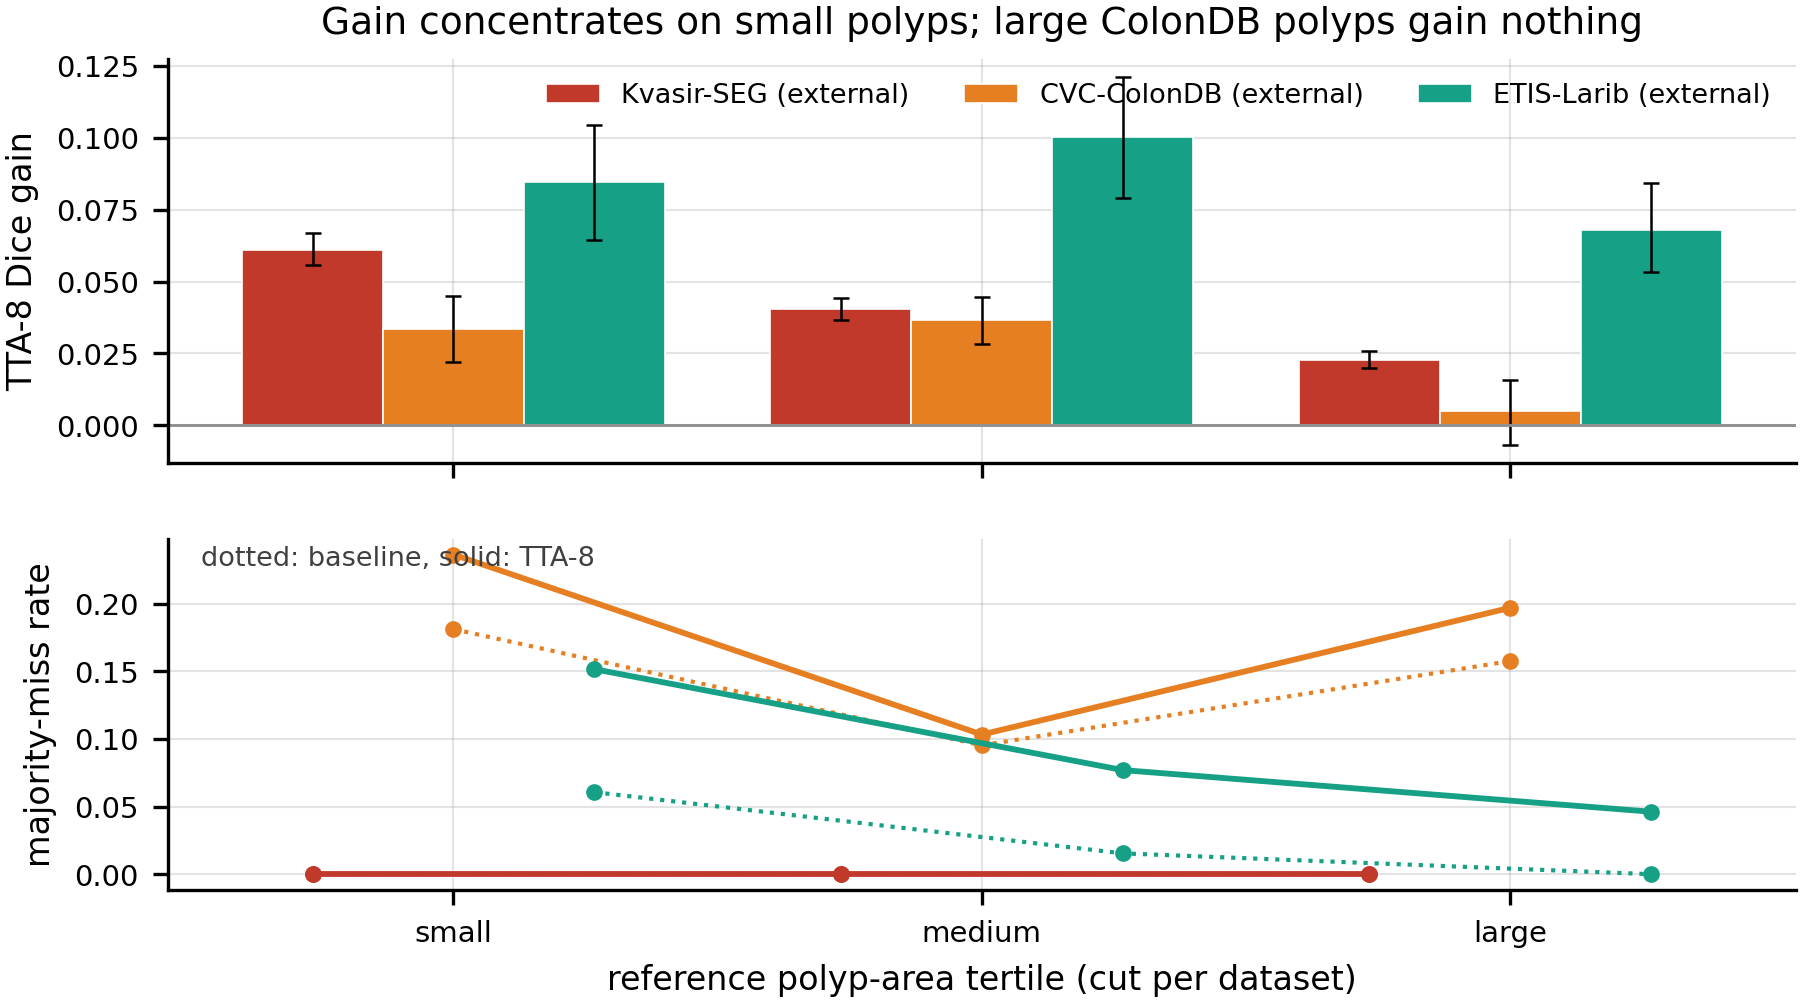 Gain concentrates on small polyps; large ColonDB polyps gain nothing
Kvasir-SEG (external) CVC-ColonDB (external) ETIS-Larib (external)
TTA-8 Dice gain
0.125
0.100
0.075
0.050
0.025
0.000
dotted: baseline, solid: TTA-8
majority-miss rate
0.20
0.15
0.10
0.05
0.00
small medium large
reference polyp-area tertile (cut per dataset)